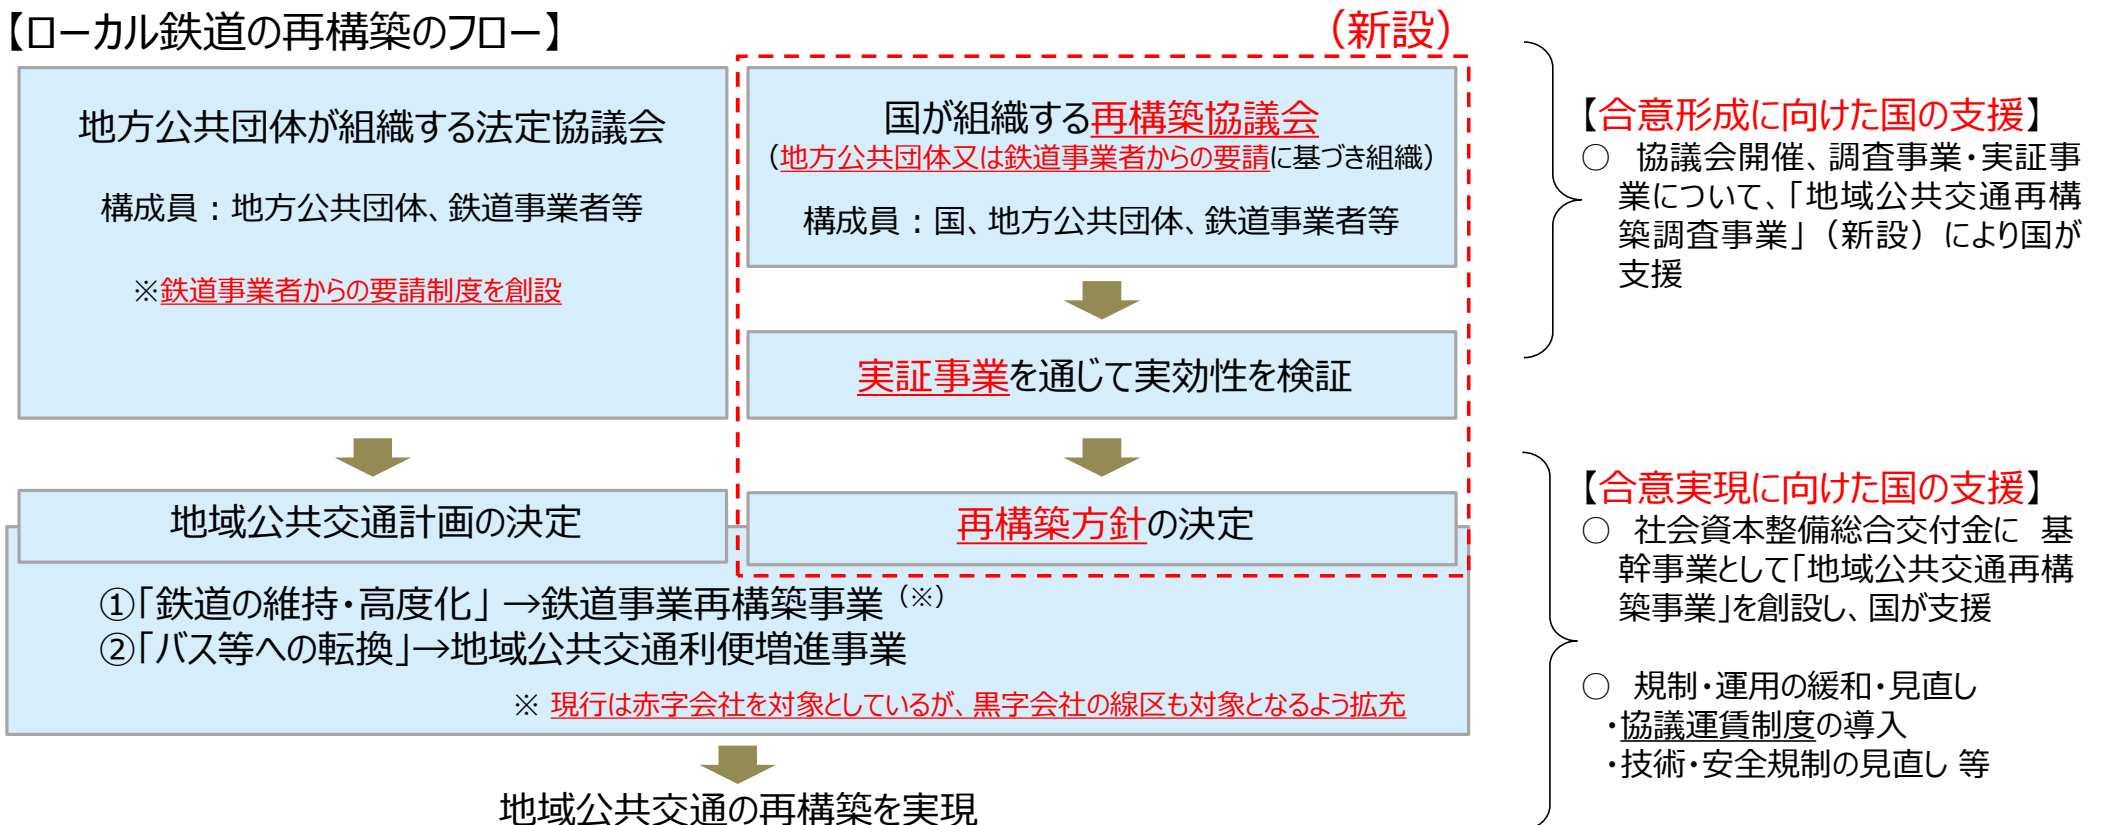 【ローカル鉄道の再構築のフロー】
（新設）
地方公共団体が組織する法定協議会
構成員：地方公共団体、鉄道事業者等
※鉄道事業者からの要請制度を創設
国が組織する再構築協議会
（地方公共団体又は鉄道事業者からの要請に基づき組織）
構成員：国、地方公共団体、鉄道事業者等
実証事業を通じて実効性を検証
地域公共交通計画の決定
再構築方針の決定
①「鉄道の維持・高度化」→鉄道事業再構築事業（※）
②「バス等への転換」→地域公共交通利便増進事業
※ 現行は赤字会社を対象としているが、黒字会社の線区も対象となるよう拡充
地域公共交通の再構築を実現
【合意形成に向けた国の支援】
○ 協議会開催、調査事業・実証事
業について、「地域公共交通再構
築調査事業」（新設）により国が
支援
【合意実現に向けた国の支援】
○ 社会資本整備総合交付金に 基
幹事業として「地域公共交通再構
築事業」を創設し、国が支援
○ 規制・運用の緩和・見直し
・協議運賃制度の導入
・技術・安全規制の見直し 等